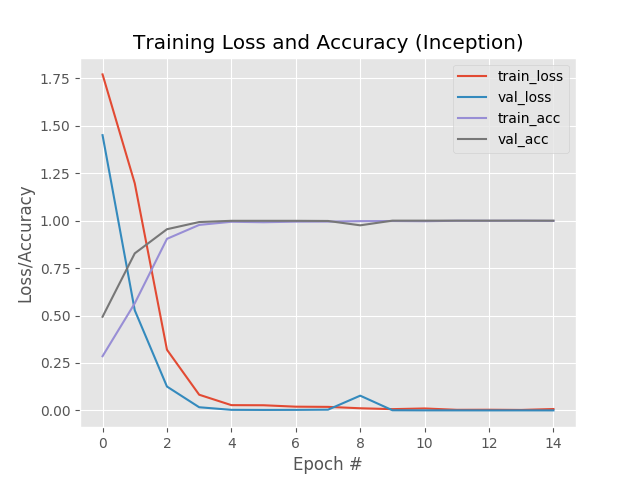 Training Loss and Accuracy (Inception)
train_loss
val_loss
train_acc
val_acc
Loss/Accuracy
1.75
1.50
1.25
1.00
0.75
0.50
0.25
0.00
0 2 4 6 8 10 12 14
Epoch #